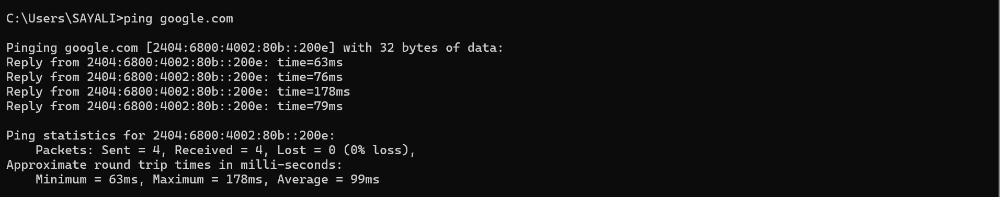 C:\Users\SAYALI>ping google.com
Pinging google.com [2404:6800:4002:80b::200e] with 32 bytes of data:
Reply from 2404:6800:4002:80b::200e: time=63ms
Reply from 2404:6800:4002:80b::200e: time=76ms
Reply from 2404:6800:4002:80b::200e: time=178ms
Reply from 2404:6800:4002:80b::200e: time=79ms
Ping statistics for 2404:6800:4002:80b::200e:
    Packets: Sent = 4, Received = 4, Lost = 0 (0% loss),
Approximate round trip times in milli-seconds:
    Minimum = 63ms, Maximum = 178ms, Average = 99ms